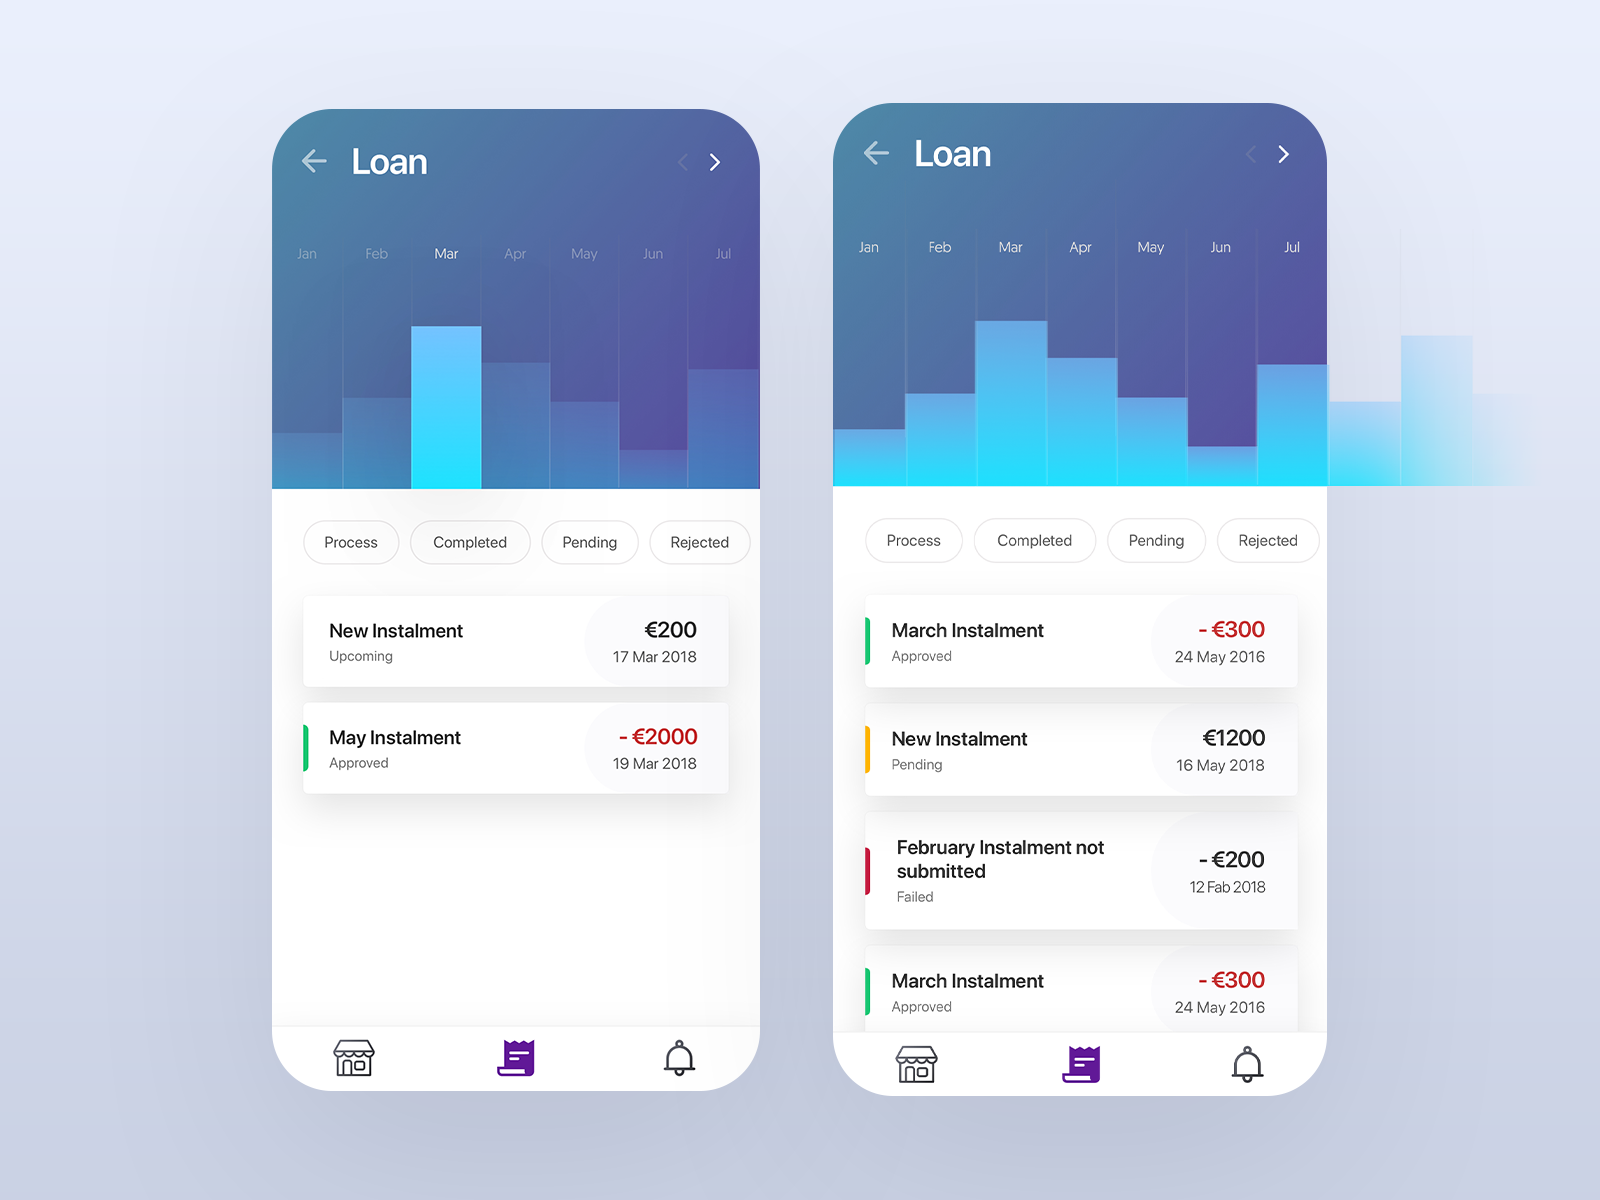 Loan
Jan Feb Mar Apr May Jun Jul
Process Completed Pending Rejected
New Instalment €200
Upcoming 17 Mar 2018
May Instalment - €2000
Approved 19 Mar 2018
Loan
Jan Feb Mar Apr May Jun Jul
Process Completed Pending Rejected
March Instalment - €300
Approved 24 May 2016
New Instalment €1200
Pending 16 May 2018
February Instalment not
submitted
- €200
Failed 12 Fab 2018
March Instalment - €300
Approved 24 May 2016